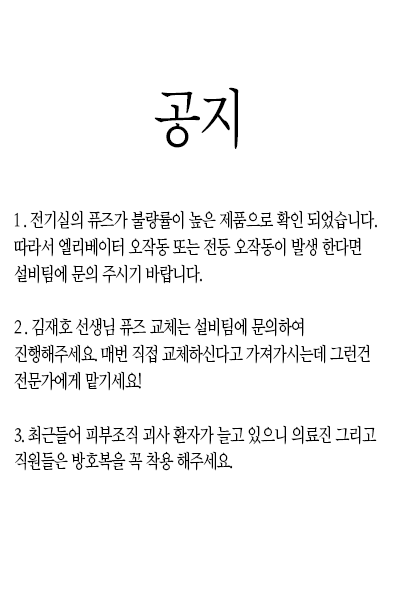 공지
1. 전기실의 퓨즈가 불량률이 높은 제품으로 확인 되었습니다.
따라서 엘리베이터 오작동 또는 전등 오작동이 발생 한다면
설비팀에 문의 주시기 바랍니다.
2. 김재호 선생님 퓨즈 교체는 설비팀에 문의하여
진행해주세요. 매번 직접 교체하신다고 가져가시는데 그런건
전문가에게 맡기세요!
3. 최근들어 피부조직 괴사 환자가 늘고 있으니 의료진 그리고
직원들은 방호복을 꼭 착용 해주세요.